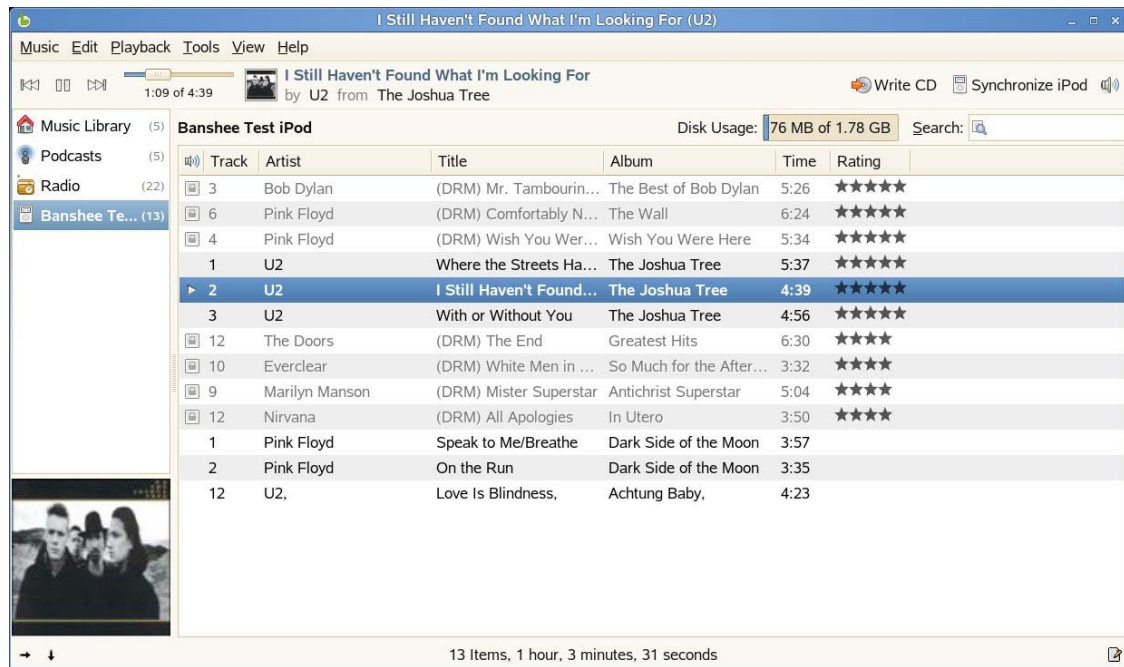 I Still Haven't Found What I'm Looking For (U2)
Music Edit Playback Tools View Help
I Still Haven't Found What I'm Looking For
1:09 of 4:39 by U2 from The Joshua Tree
Write CD Synchronize iPod
Music Library (5)
Podcasts (5)
Radio (22)
Banshee Te... (13)
Banshee Test iPod Disk Usage: 76 MB of 1.78 GB Search:
Track Artist Title Album Time Rating
3 Bob Dylan (DRM) Mr. Tambourin... The Best of Bob Dylan 5:26
6 Pink Floyd (DRM) Comfortably N... The Wall 6:24
4 Pink Floyd (DRM) Wish You Wer... Wish You Were Here 5:34
1 U2 Where the Streets Ha... The Joshua Tree 5:37
2 U2 I Still Haven't Found... The Joshua Tree 4:39
3 U2 With or Without You The Joshua Tree 4:56
12 The Doors (DRM) The End Greatest Hits 6:30
10 Everclear (DRM) White Men in ... So Much for the After... 3:32
9 Marilyn Manson (DRM) Mister Superstar Antichrist Superstar 5:04
12 Nirvana (DRM) All Apologies In Utero 3:50
1 Pink Floyd Speak to Me/Breathe Dark Side of the Moon 3:57
2 Pink Floyd On the Run Dark Side of the Moon 3:35
12 U2, Love Is Blindness, Achtung Baby, 4:23
13 Items, 1 hour, 3 minutes, 31 seconds